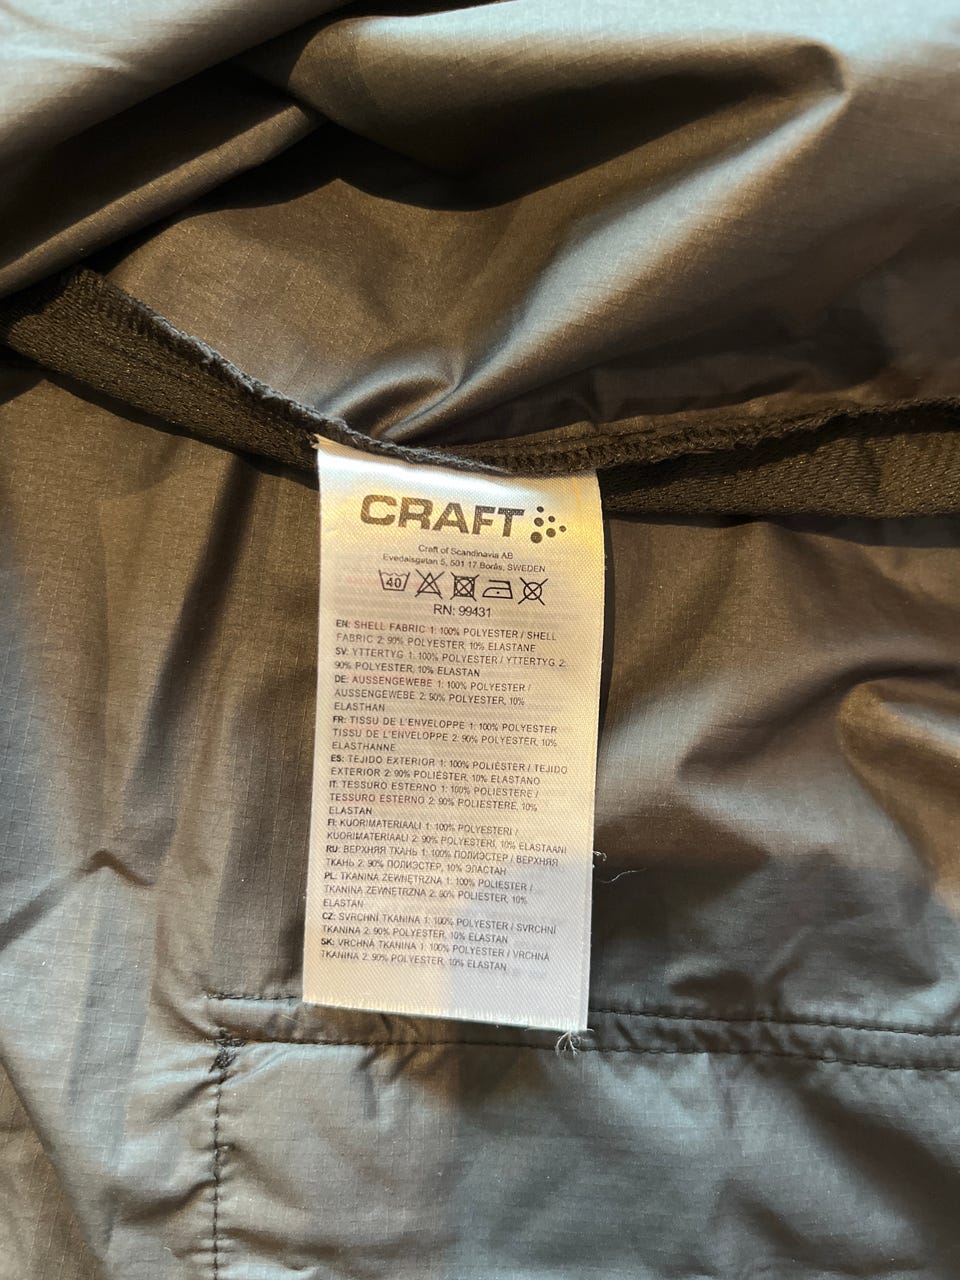 CRAFT
Craft of Scandinavia AB
Evedalsgatan 5, 501 17 Borås, SWEDEN
40
RN: 99431
EN: SHELL FABRIC 1: 100% POLYESTER / SHELL
FABRIC 2: 90% POLYESTER, 10% ELASTANE
SV: YTTERTYG 1: 100% POLYESTER / YTTERTYG 2:
90% POLYESTER, 10% ELASTAN
DE: AUSSENGEWEBE 1: 100% POLYESTER /
AUSSENGEWEBE 2: 90% POLYESTER, 10%
ELASTHAN
FR: TISSU DE L'ENVELOPPE 1: 100% POLYESTER
TISSU DE L'ENVELOPPE 2: 90% POLYESTER, 10%
ELASTHANNE
ES: TEJIDO EXTERIOR 1: 100% POLIÉSTER / TEJIDO
EXTERIOR 2: 90% POLIÉSTER, 10% ELASTANO
IT: TESSURO ESTERNO 1: 100% POLIESTERE /
TESSURO ESTERNO 2: 90% POLIESTERE, 10%
ELASTAN
FI: KUORIMATERIAALI 1: 100% POLYESTERI /
KUORIMATERIAALI 2: 90% POLYESTERI, 10% ELASTAANI
RU: ВЕРХНЯЯ ТКАНЬ 1: 100% ПОЛИЭСТЕР / ВЕРХНЯЯ
ТКАНЬ 2: 90% ПОЛИЭСТЕР, 10% ЭЛАСТАН
PL: TKANINA ZEWNĘTRZNA 1: 100% POLIESTER /
TKANINA ZEWNĘTRZNA 2: 90% POLIESTER, 10%
ELASTAN
CZ: SVRCHNÍ TKANINA 1: 100% POLYESTER / SVRCHNÍ
TKANINA 2: 90% POLYESTER, 10% ELASTAN
SK: VRCHNÁ TKANINA 1: 100% POLYESTER / VRCHNÁ
TKANINA 2: 90% POLYESTER, 10% ELASTAN